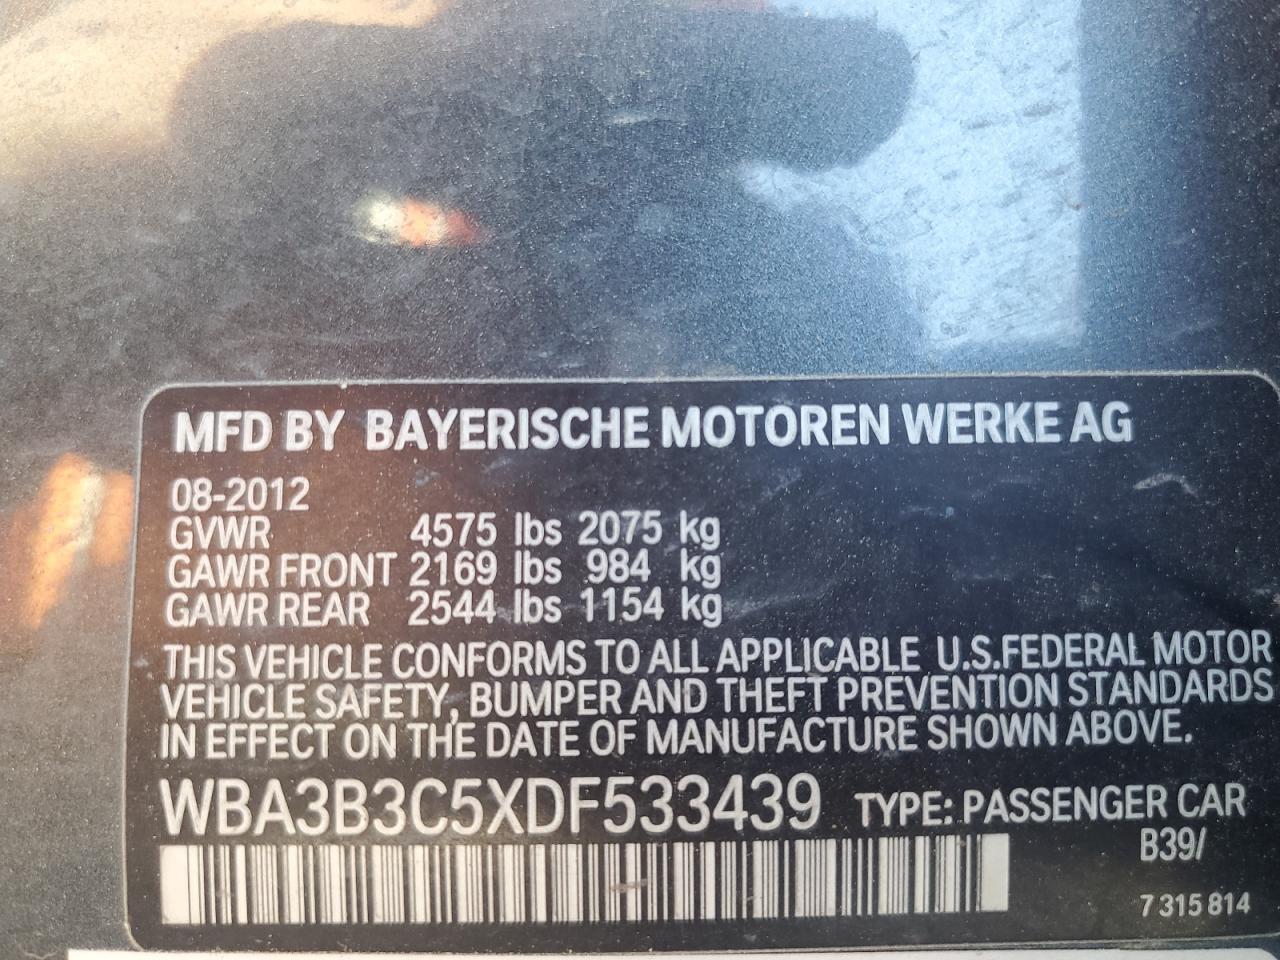 MFD BY BAYERISCHE MOTOREN WERKE AG
08-2012
GVWR 4575 lbs 2075 kg
GAWR FRONT 2169 lbs 984 kg
GAWR REAR 2544 lbs 1154 kg
THIS VEHICLE CONFORMS TO ALL APPLICABLE U.S.FEDERAL MOTOR
VEHICLE SAFETY, BUMPER AND THEFT PREVENTION STANDARDS
IN EFFECT ON THE DATE OF MANUFACTURE SHOWN ABOVE.
WBA3B3C5XDF533439 TYPE: PASSENGER CAR
B39/
7 315 814